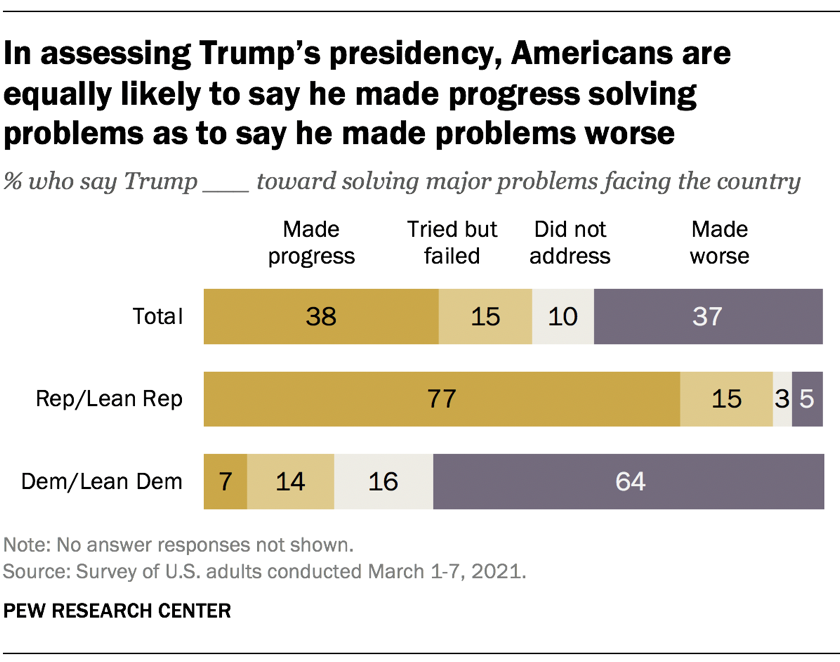 In assessing Trump’s presidency, Americans are
equally likely to say he made progress solving
problems as to say he made problems worse
% who say Trump ___ toward solving major problems facing the country
Made progress
Tried but failed
Did not address
Made worse
Total 38 15 10 37
Rep/Lean Rep 77 15 3 5
Dem/Lean Dem 7 14 16 64
Note: No answer responses not shown.
Source: Survey of U.S. adults conducted March 1-7, 2021.
PEW RESEARCH CENTER